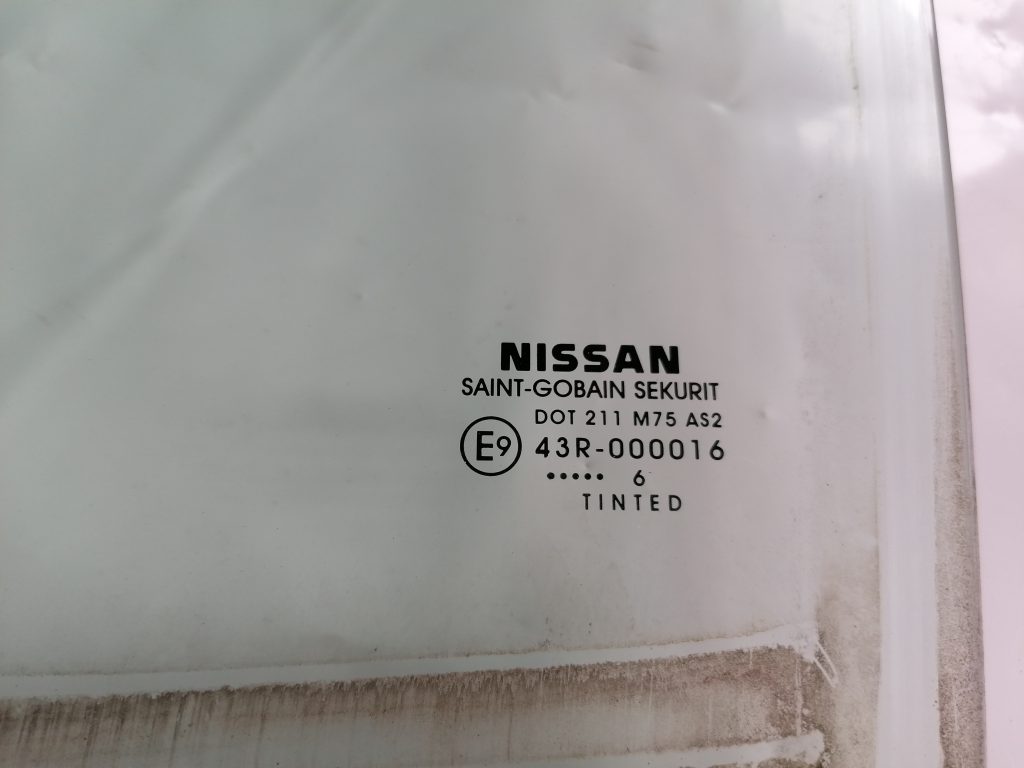 NISSAN
SAINT-GOBAIN SEKURIT
DOT 211 M75 AS2
E9 43R-000016
••••• 6
TINTED